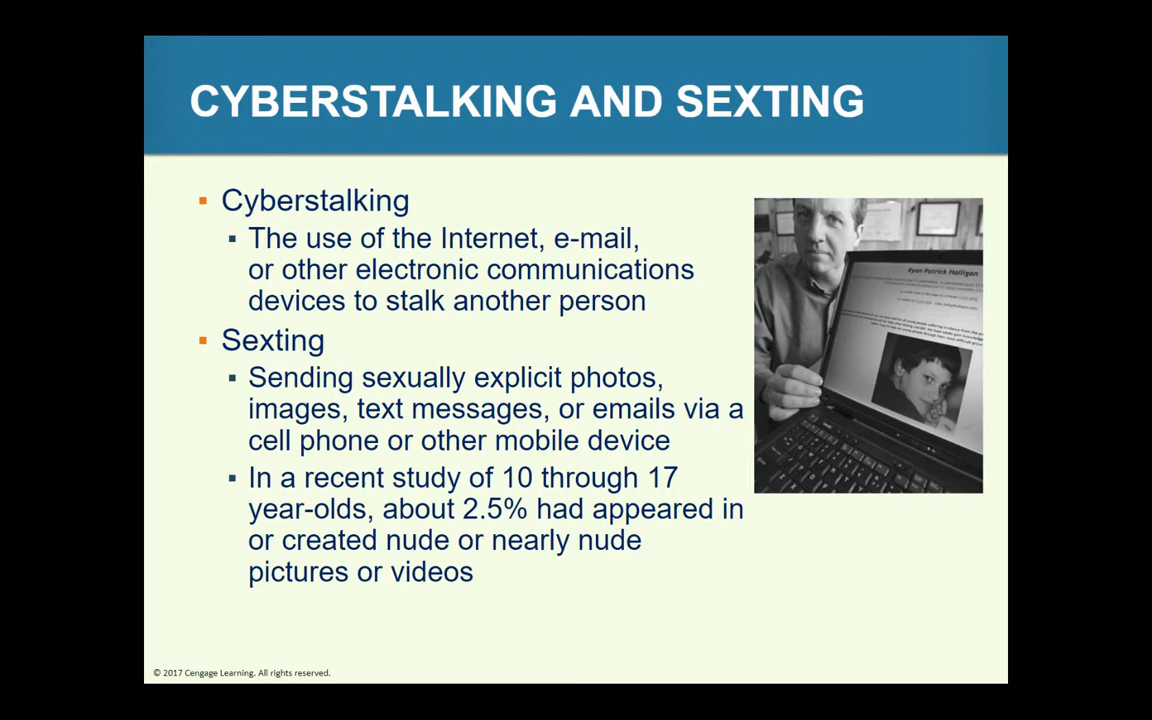 CYBERSTALKING AND SEXTING
▪ Cyberstalking
▪ The use of the Internet, e-mail,
or other electronic communications
devices to stalk another person
▪ Sexting
▪ Sending sexually explicit photos,
images, text messages, or emails via a
cell phone or other mobile device
▪ In a recent study of 10 through 17
year-olds, about 2.5% had appeared in
or created nude or nearly nude
pictures or videos
Ryan Patrick Halligan
© 2017 Cengage Learning. All rights reserved.